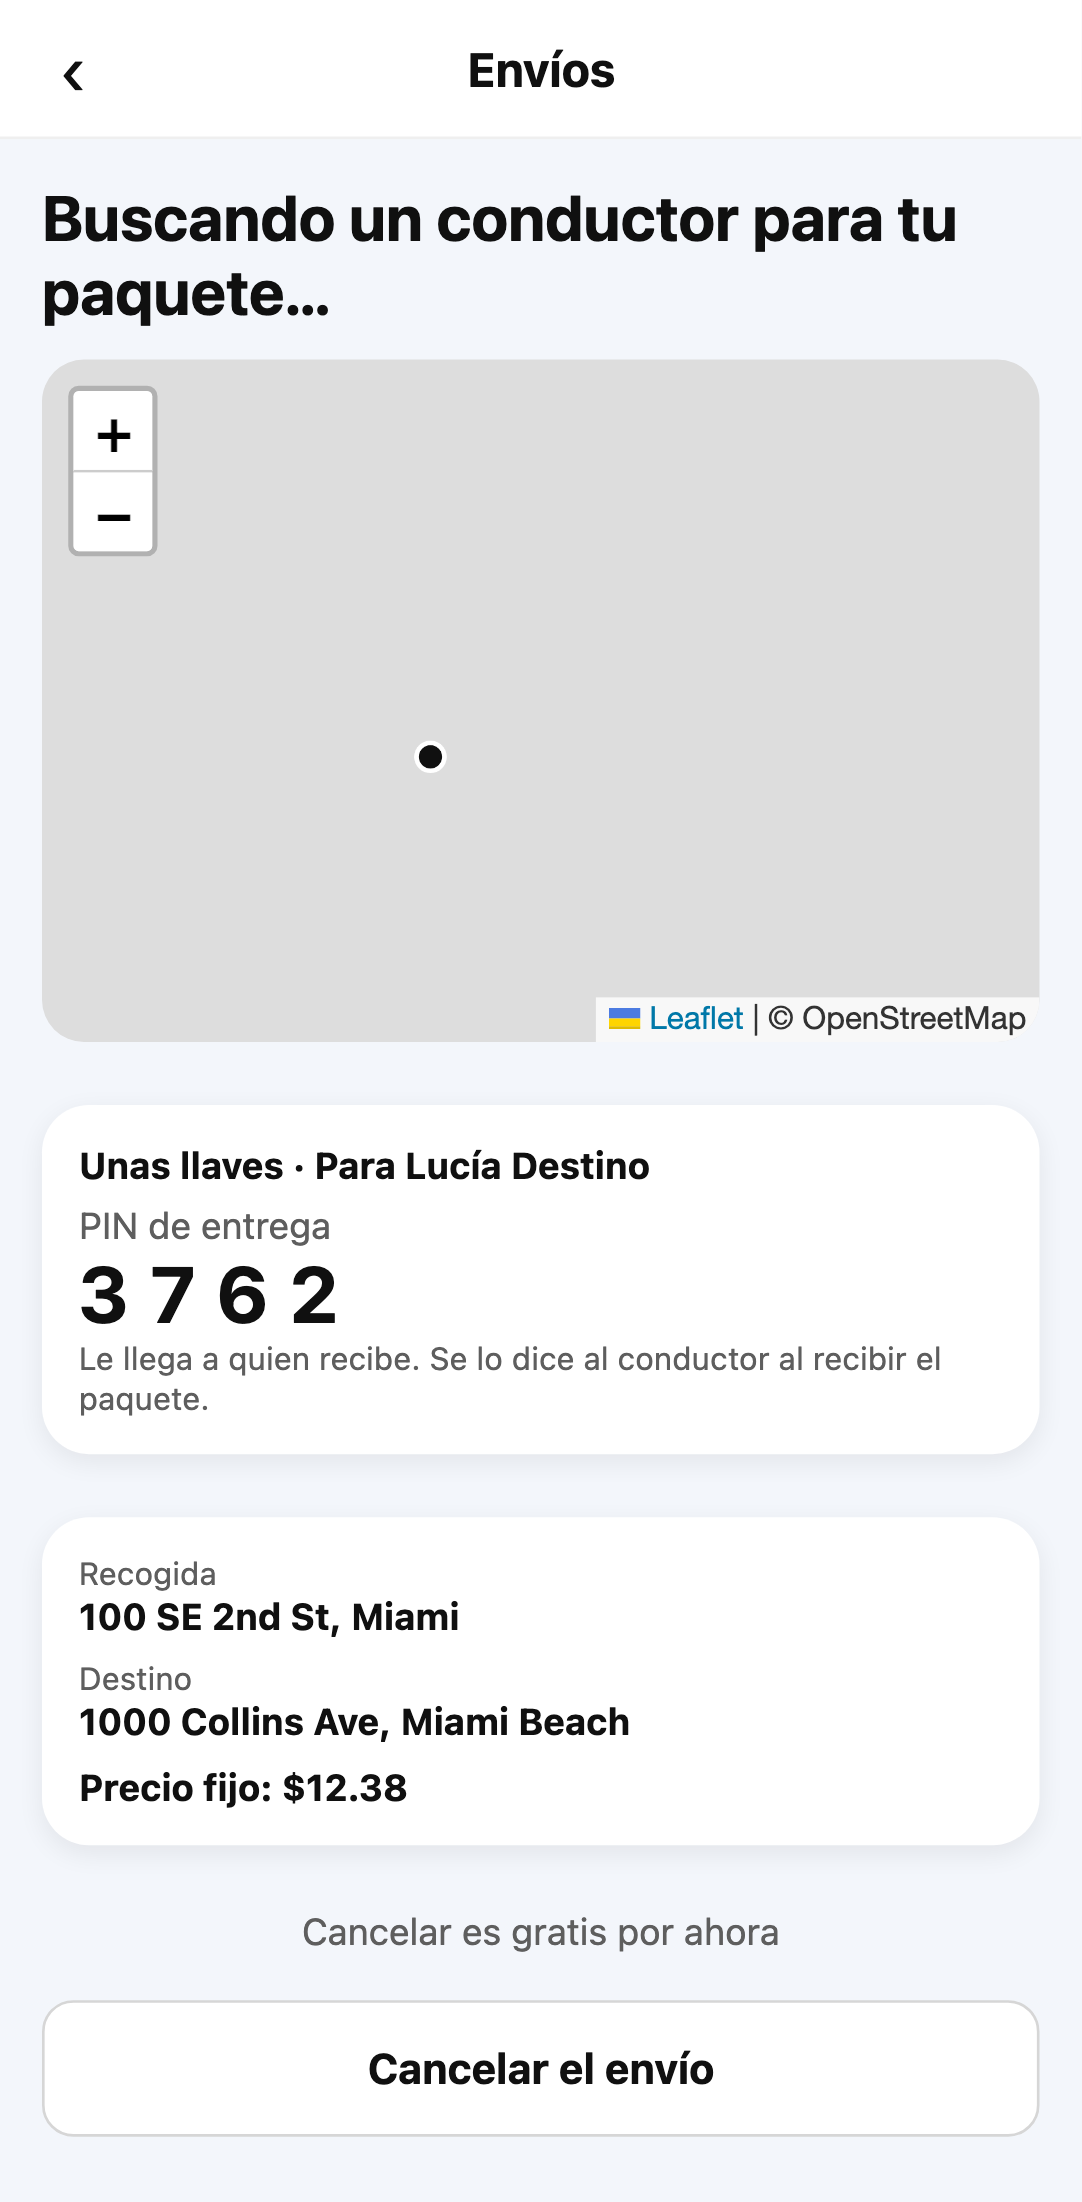 Envíos
Buscando un conductor para tu
paquete...
+
−
Leaflet | © OpenStreetMap
Unas llaves · Para Lucía Destino
PIN de entrega
3 7 6 2
Le llega a quien recibe. Se lo dice al conductor al recibir el
paquete.
Recogida
100 SE 2nd St, Miami
Destino
1000 Collins Ave, Miami Beach
Precio fijo: $12.38
Cancelar es gratis por ahora
Cancelar el envío